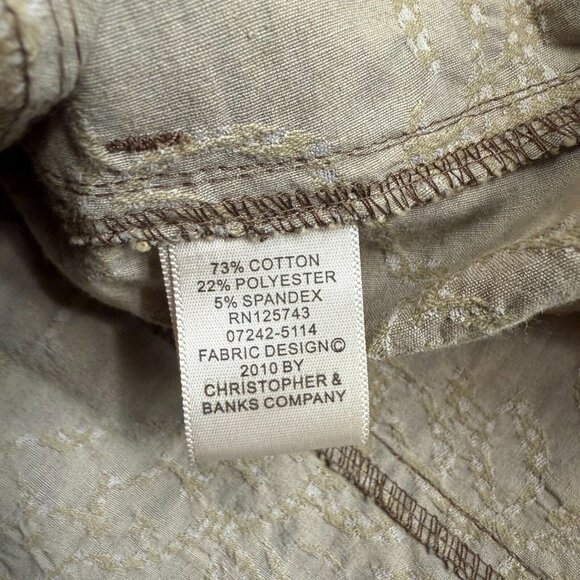 73% COTTON
22% POLYESTER
5% SPANDEX
RN125743
07242-5114
FABRIC DESIGN©
2010 BY
CHRISTOPHER &
BANKS COMPANY